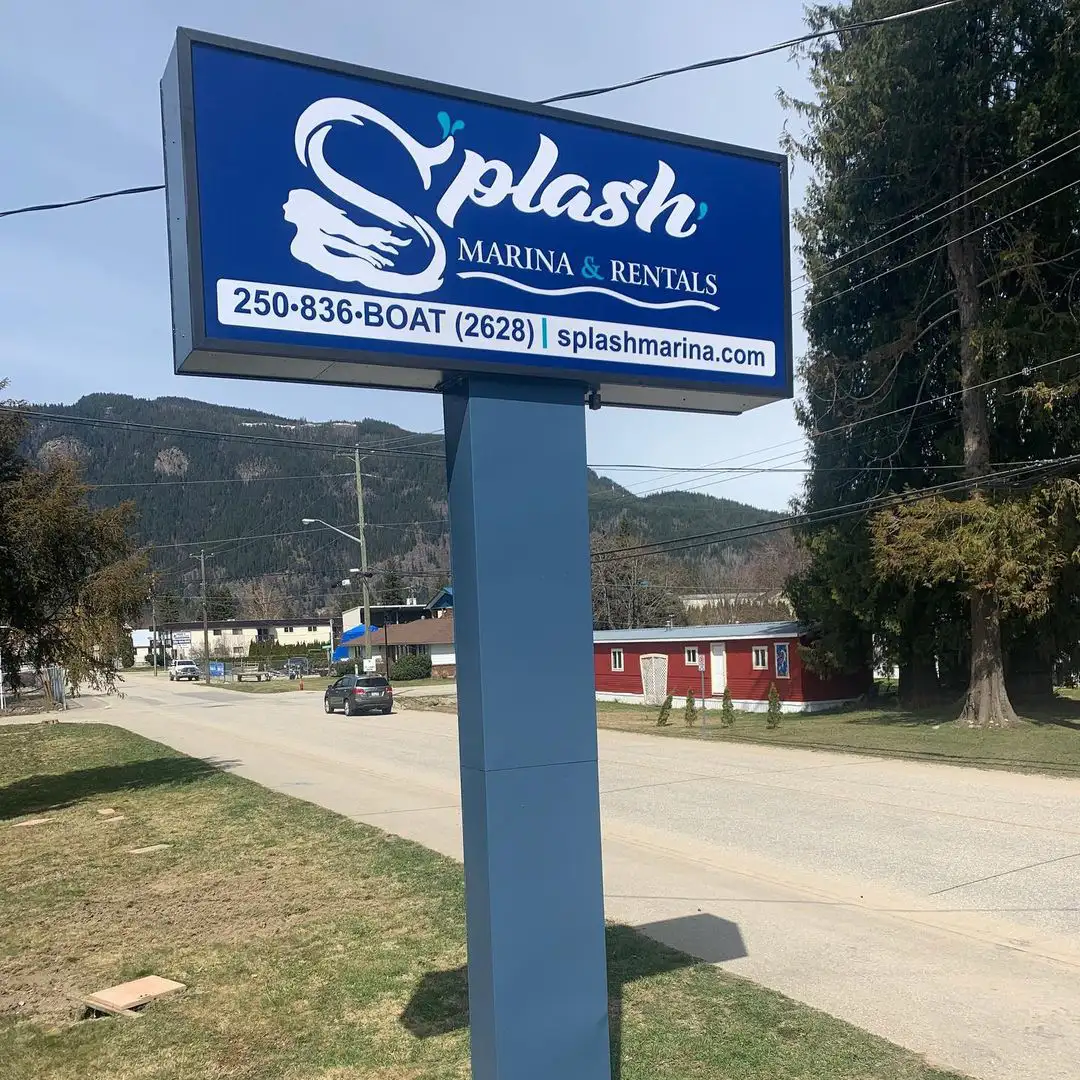 Splash
MARINA & RENTALS
250•836•BOAT (2628) | splashmarina.com